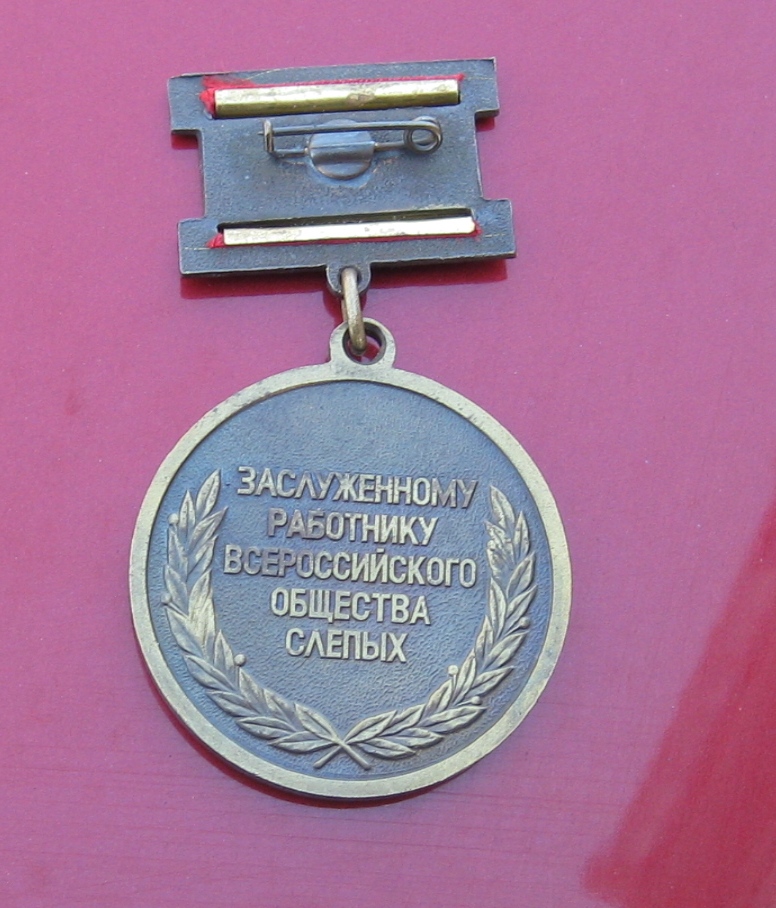 ЗАСЛУЖЕННОМУ
РАБОТНИКУ
ВСЕРОССИЙСКОГО
ОБЩЕСТВА
СЛЕПЫХ